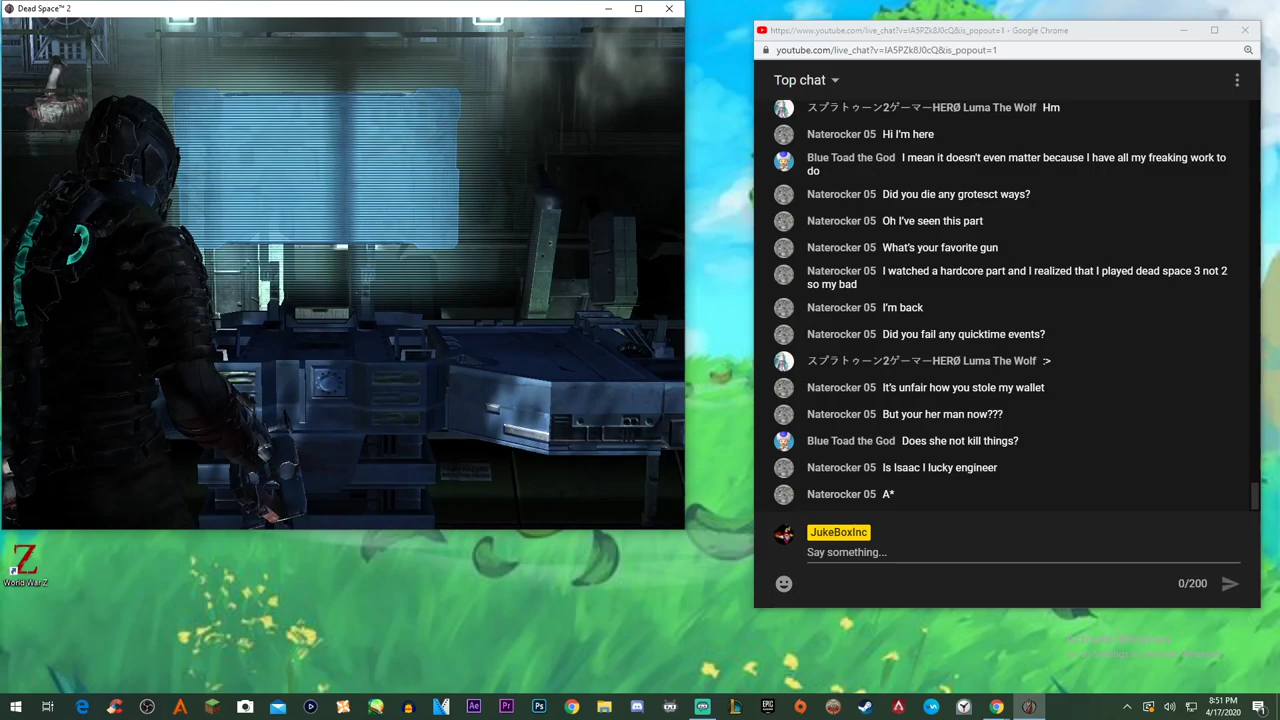 Dead Space™ 2
https://www.youtube.com/live_chat?v=IA5PZk8J0cQ&is_popout=1 - Google Chrome
youtube.com/live_chat?v=IA5PZk8J0cQ&is_popout=1
Top chat
スプラトゥーン2ゲーマーHERØ Luma The Wolf Hm
Naterocker 05 Hi I'm here
Blue Toad the God I mean it doesn't even matter because I have all my freaking work to
do
Naterocker 05 Did you die any grotesct ways?
Naterocker 05 Oh I've seen this part
Naterocker 05 What's your favorite gun
Naterocker 05 I watched a hardcore part and I realized that I played dead space 3 not 2
so my bad
Naterocker 05 I'm back
Naterocker 05 Did you fail any quicktime events?
スプラトゥーン2ゲーマーHERØ Luma The Wolf :>
Naterocker 05 It's unfair how you stole my wallet
Naterocker 05 But your her man now???
Blue Toad the God Does she not kill things?
Naterocker 05 Is Isaac I lucky engineer
Naterocker 05 A*
JukeBoxInc
Say something...
0/200
World War Z
Ae
Pr
Ps
EPIC
8:51 PM
4/17/2020